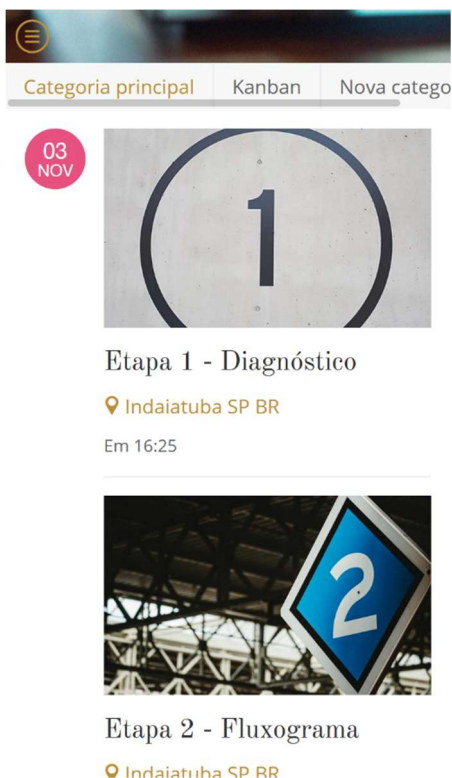 Categoria principal
Kanban
Nova catego
03
NOV
1
Etapa 1 - Diagnóstico
Indaiatuba SP BR
Em 16:25
2
Etapa 2 - Fluxograma
Indaiatuba SP BR